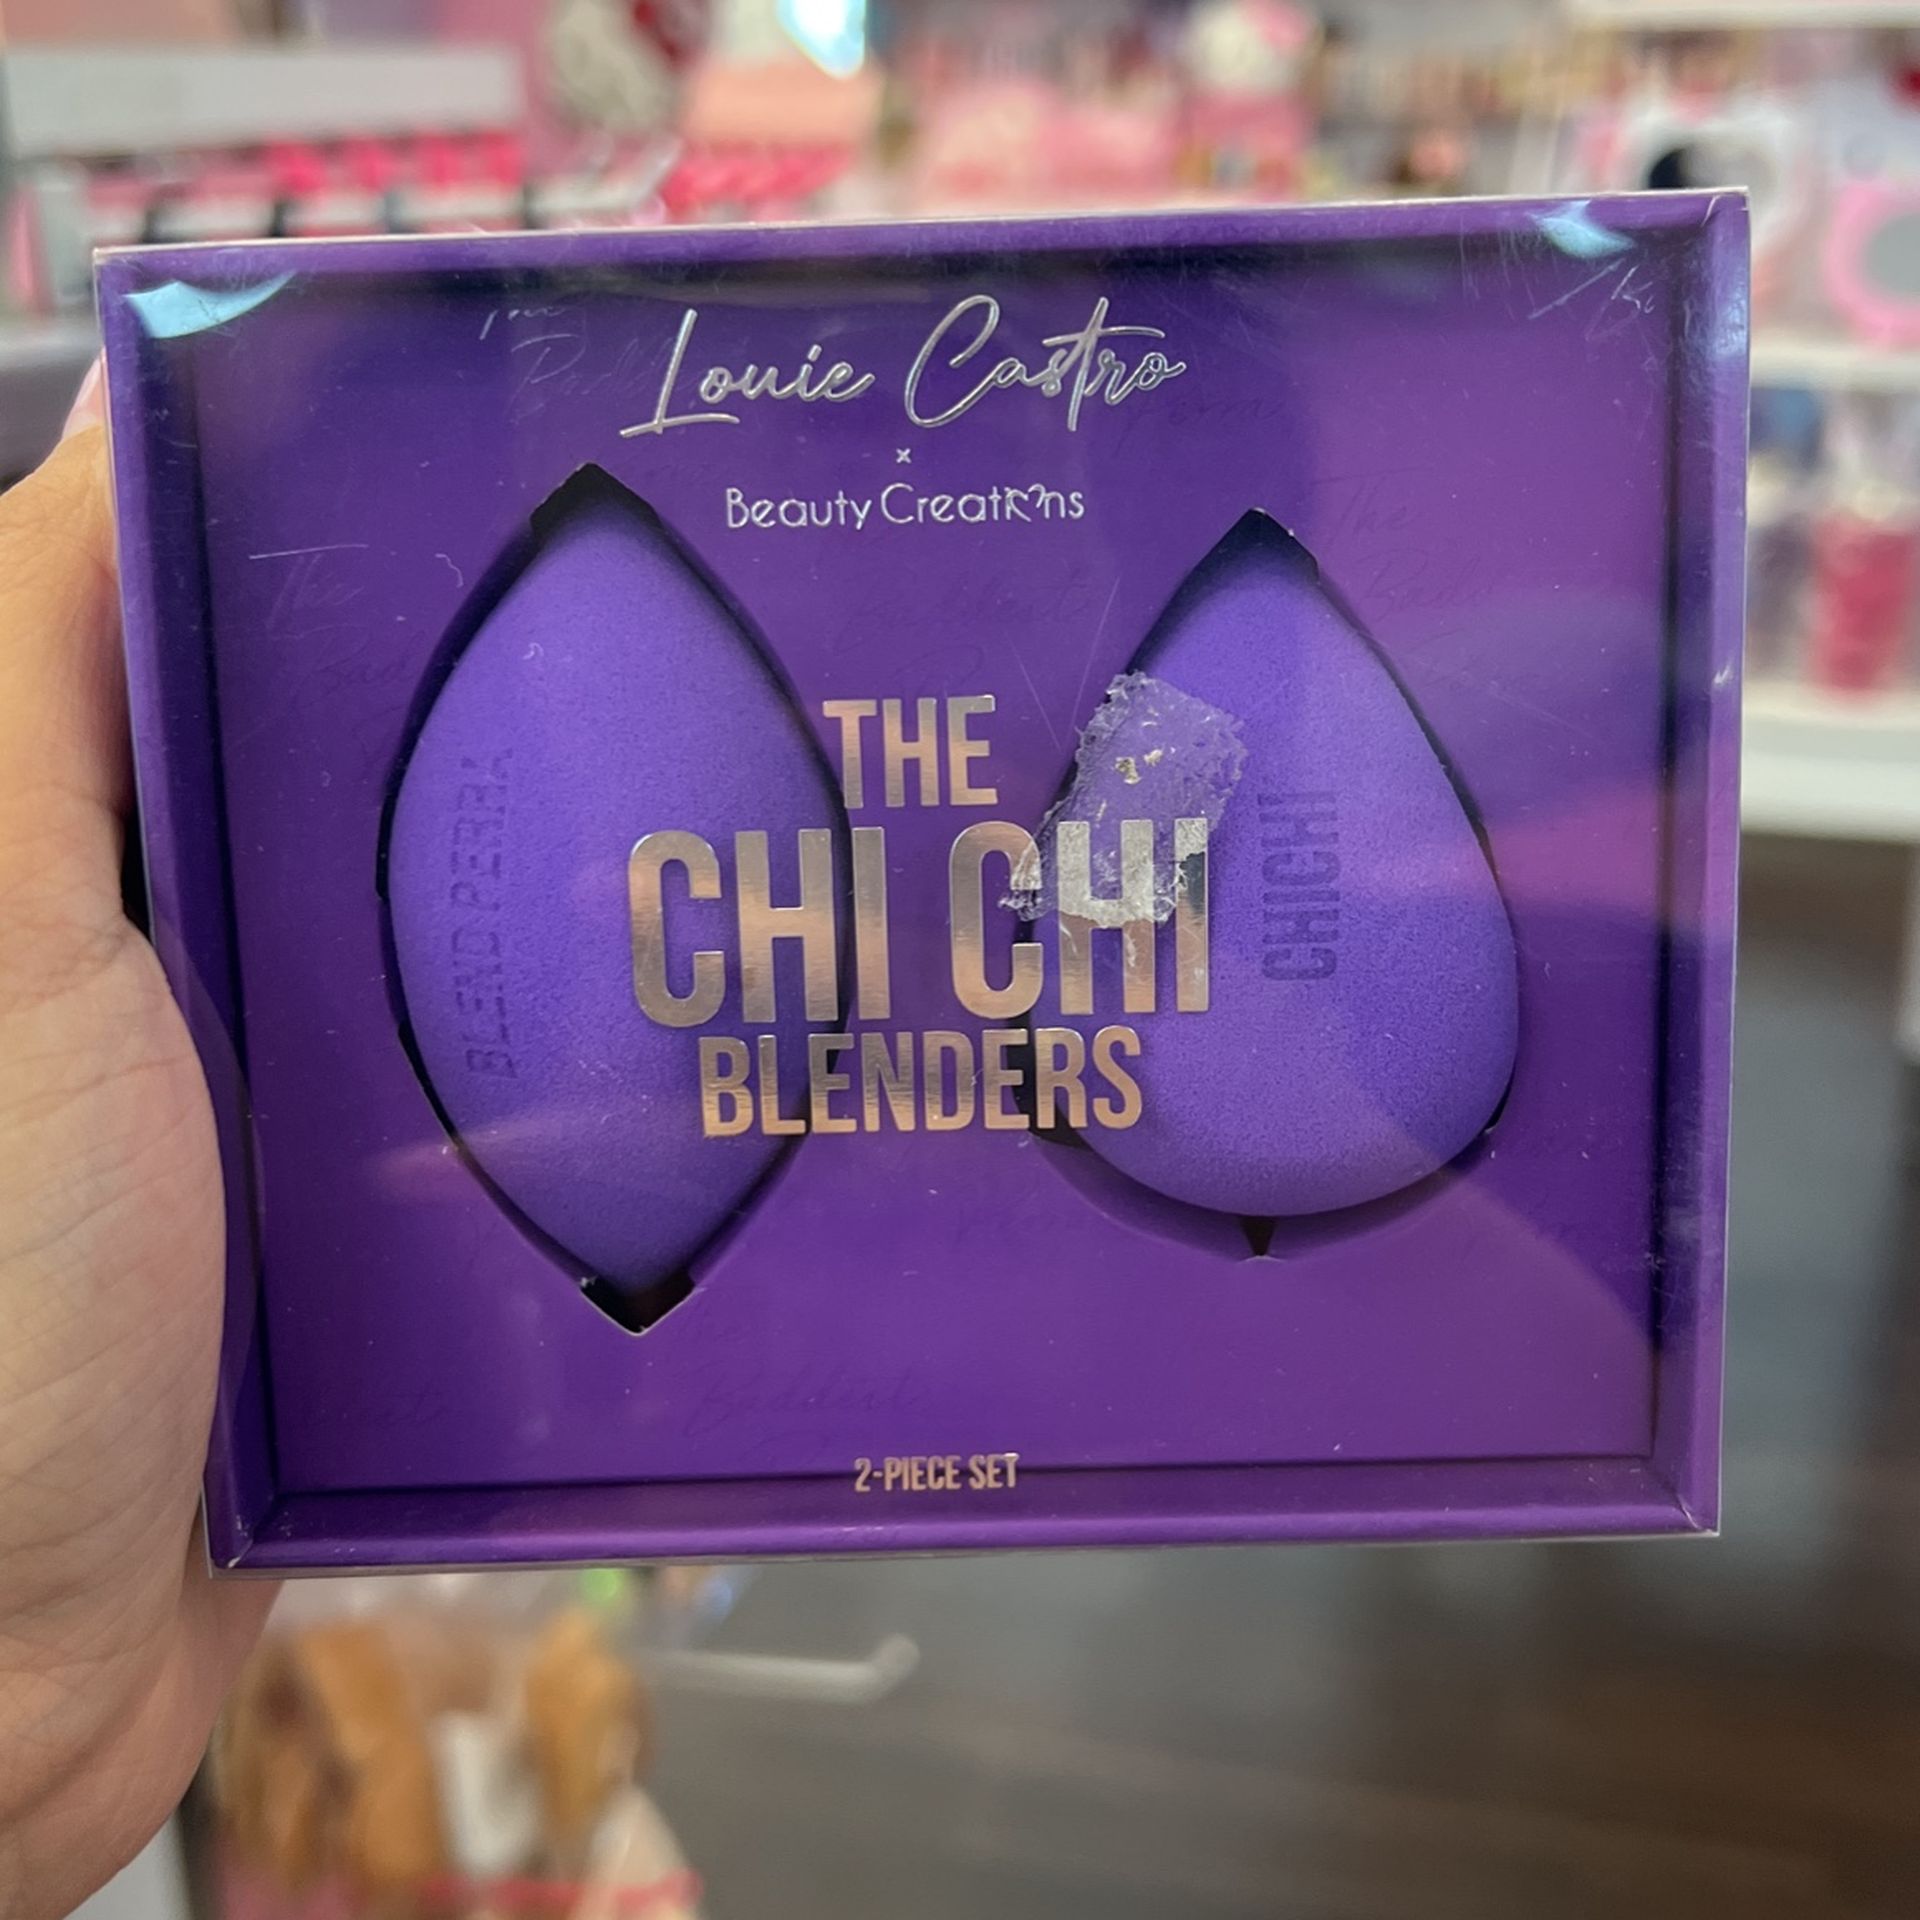 Louie Castro
x
Beauty Creations
THE
CHI CHI
BLENDERS
BLEND PERRA
CHICHI
2-PIECE SET